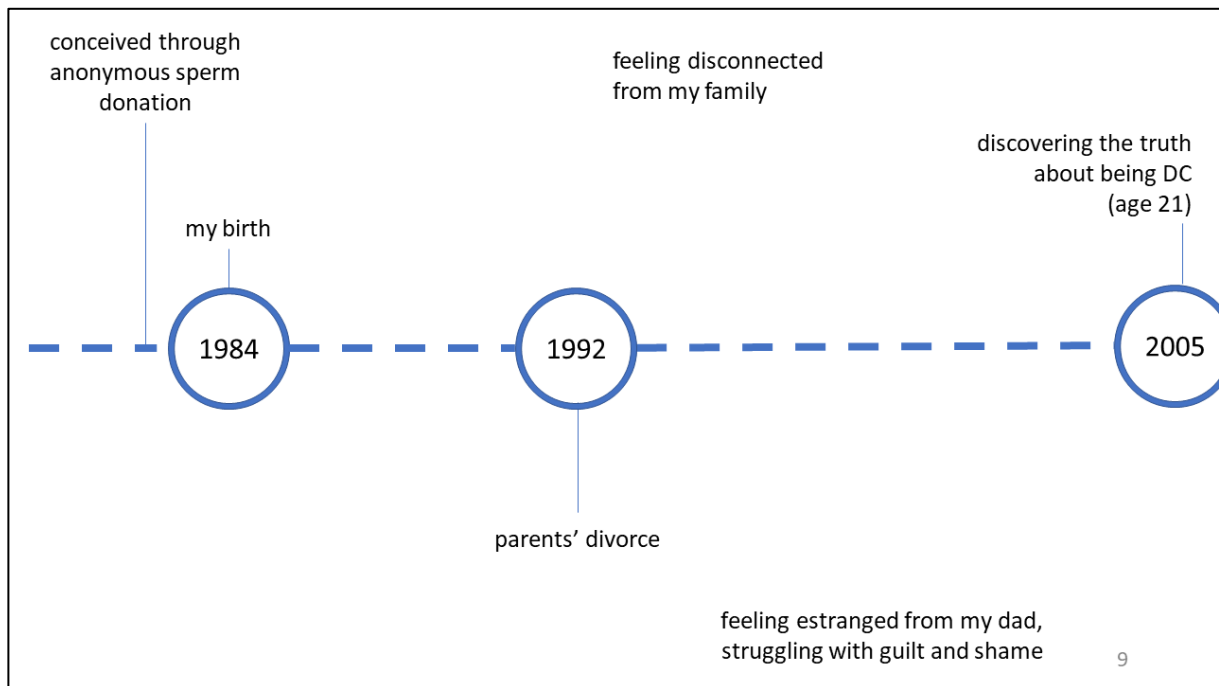 conceived through
anonymous sperm
donation
feeling disconnected
from my family
discovering the truth
about being DC
(age 21)
my birth
1984
1992
2005
parents’ divorce
feeling estranged from my dad,
struggling with guilt and shame
9